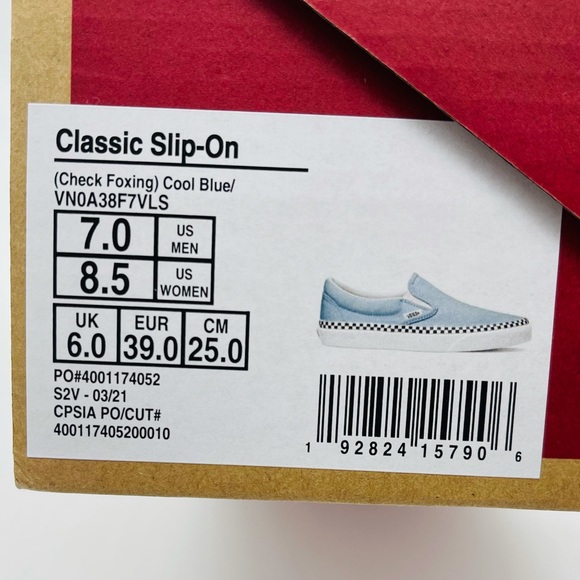 Classic Slip-On
(Check Foxing) Cool Blue/
VN0A38F7VLS
7.0 US MEN
8.5 US WOMEN
UK EUR CM
6.0 39.0 25.0
PO#4001174052
S2V - 03/21
CPSIA PO/CUT#
400117405200010
VANS
1 92824 15790 6